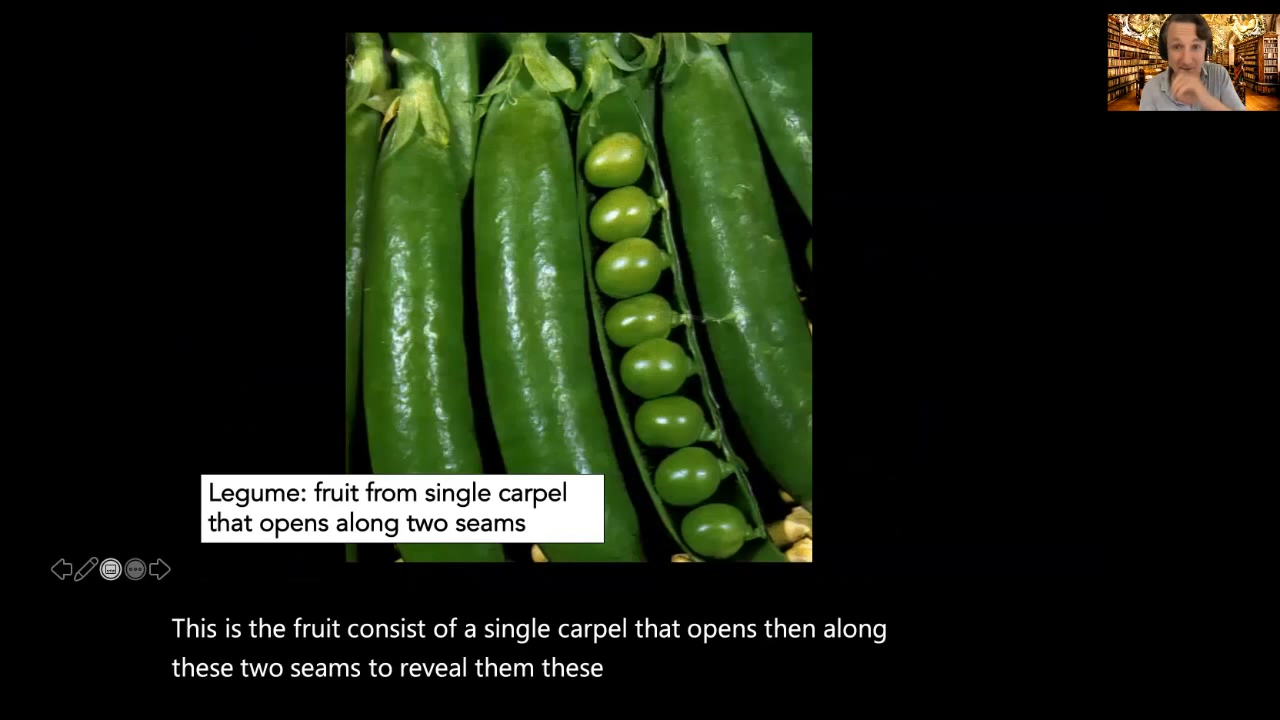 Legume: fruit from single carpel
that opens along two seams
This is the fruit consist of a single carpel that opens then along
these two seams to reveal them these